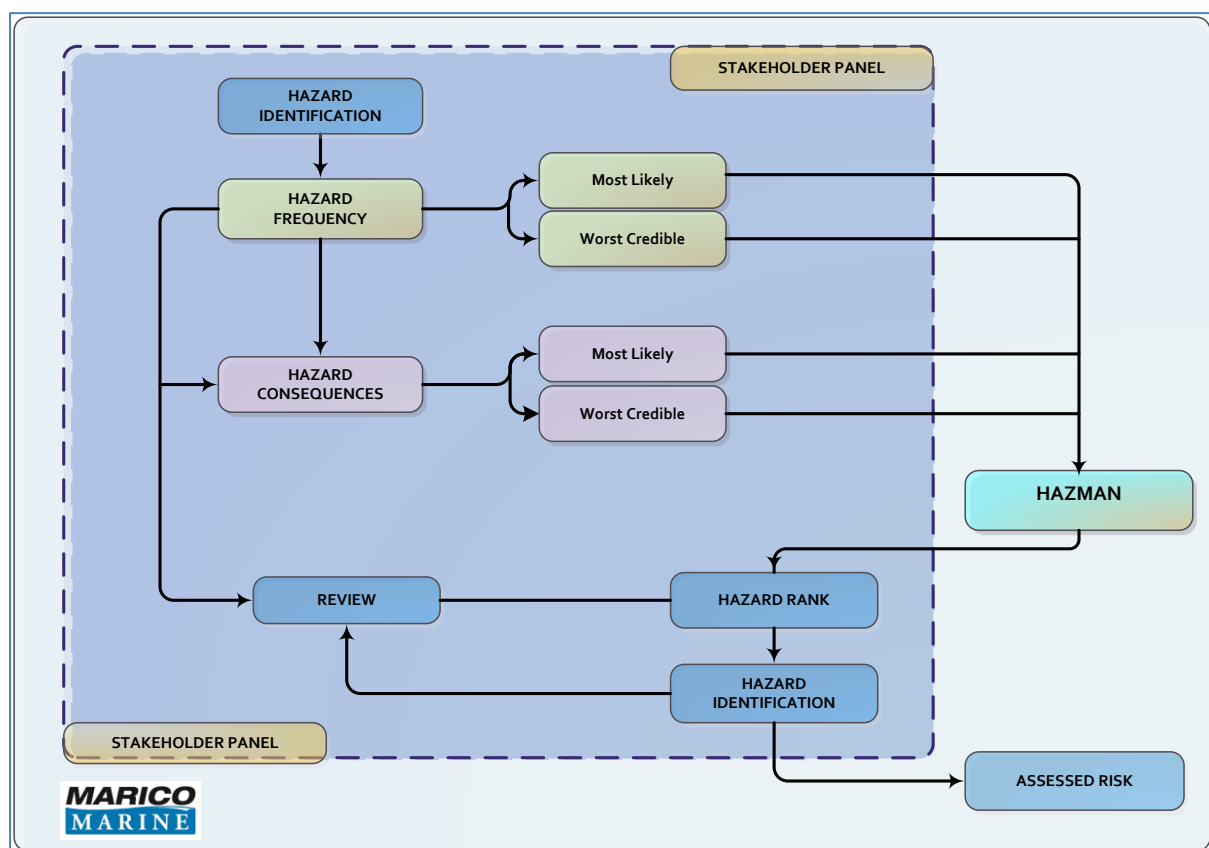 STAKEHOLDER PANEL
HAZARD
IDENTIFICATION
Most Likely
HAZARD
FREQUENCY
Worst Credible
Most Likely
HAZARD
CONSEQUENCES
Worst Credible
HAZMAN
REVIEW
HAZARD RANK
HAZARD
IDENTIFICATION
STAKEHOLDER PANEL
ASSESSED RISK
MARICO
MARINE